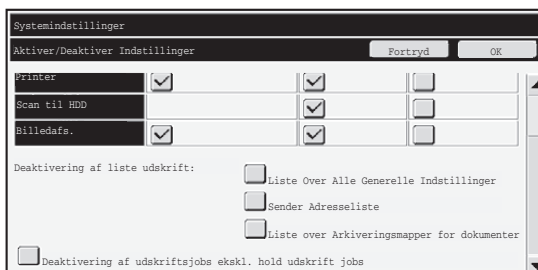 Systemindstillinger
Aktiver/Deaktiver Indstillinger
Fortryd
OK
Printer
Scan til HDD
Billedafs.
Deaktivering af liste udskrift:
Liste Over Alle Generelle Indstillinger
Sender Adresseliste
Liste over Arkiveringsmapper for dokumenter
Deaktivering af udskriftsjobs ekskl. hold udskrift jobs